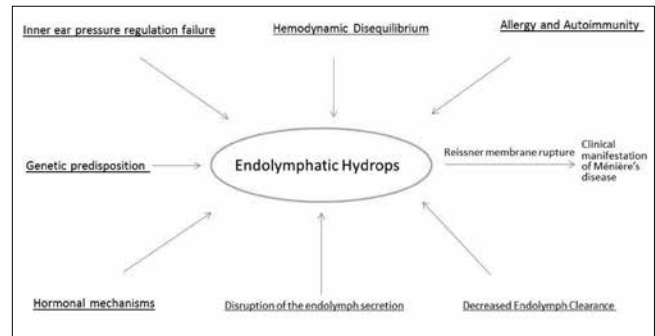 Inner ear pressure regulation failure
Hemodynamic Disequilibrium
Allergy and Autoimmunity
Genetic predisposition
Endolymphatic Hydrops
Reissner membrane rupture
Clinical
manifestation
of Ménière's
disease
Hormonal mechanisms
Disruption of the endolymph secretion
Decreased Endolymph Clearance